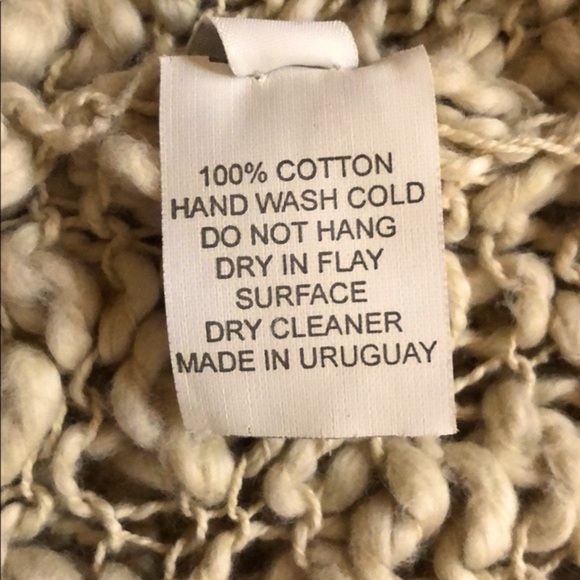 100% COTTON
HAND WASH COLD
DO NOT HANG
DRY IN FLAY
SURFACE
DRY CLEANER
MADE IN URUGUAY